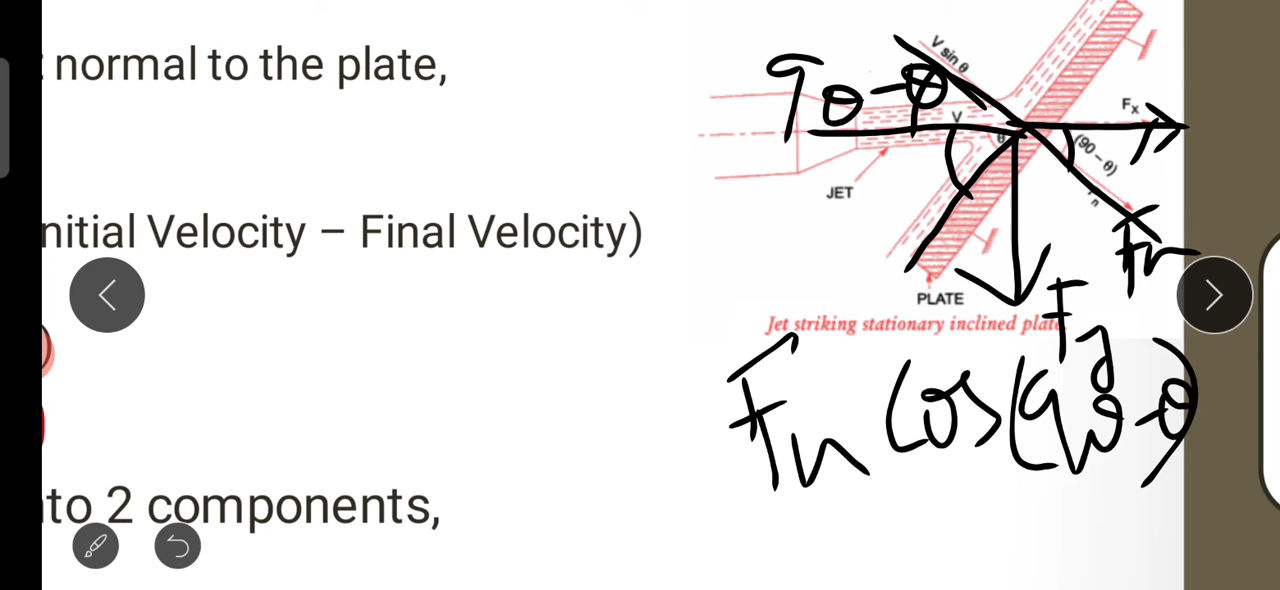 normal to the plate,
nitial Velocity – Final Velocity)
to 2 components,
90-θ
V sin θ
V
Fx
θ
(90 – θ)
JET
n
Fn
PLATE
Fy
Jet striking stationary inclined plate
Fn Cos(90-θ)